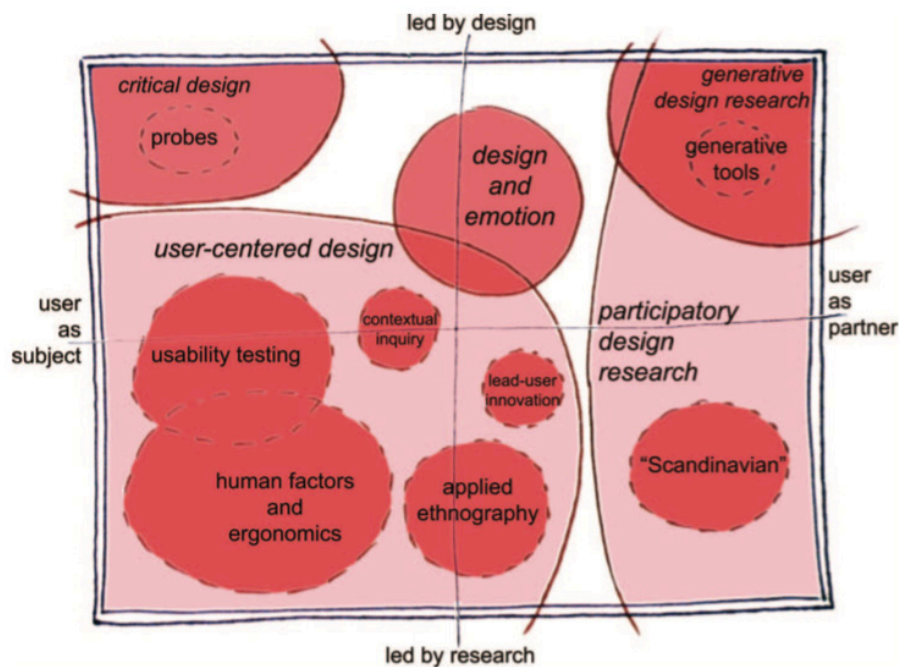 led by design
critical design
probes
generative
design research
generative
tools
design
and
emotion
user-centered design
user
as
subject
user
as
partner
contextual
inquiry
usability testing
participatory
design
research
lead-user
innovation
human factors
and
ergonomics
applied
ethnography
“Scandinavian”
led by research